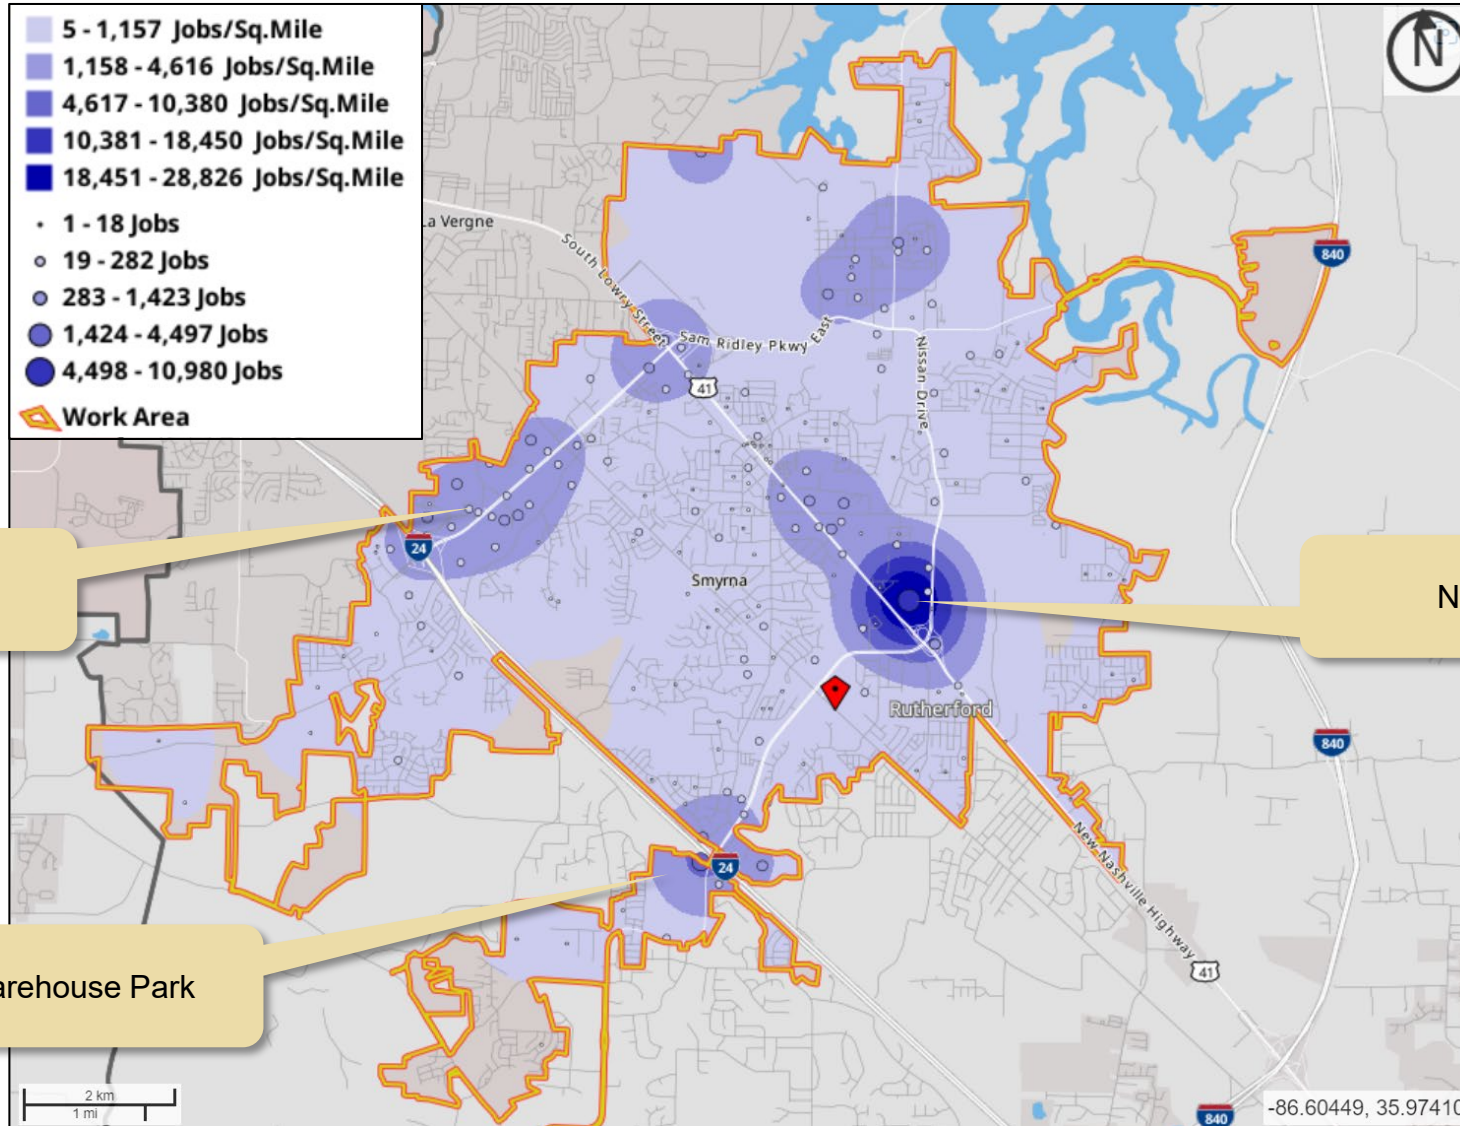 5 - 1,157 Jobs/Sq.Mile
1,158 - 4,616 Jobs/Sq.Mile
4,617 - 10,380 Jobs/Sq.Mile
10,381 - 18,450 Jobs/Sq.Mile
18,451 - 28,826 Jobs/Sq.Mile
1 - 18 Jobs
19 - 282 Jobs
283 - 1,423 Jobs
1,424 - 4,497 Jobs
4,498 - 10,980 Jobs
Work Area
N
La Vergne
South Lowry Street
840
Sam Ridley Pkwy East
Nissan Drive
41
24
Smyrna
N
Rutherford
840
24
New Nashville Highway
41
arehouse Park
2 km
1 mi
840
-86.60449, 35.97410